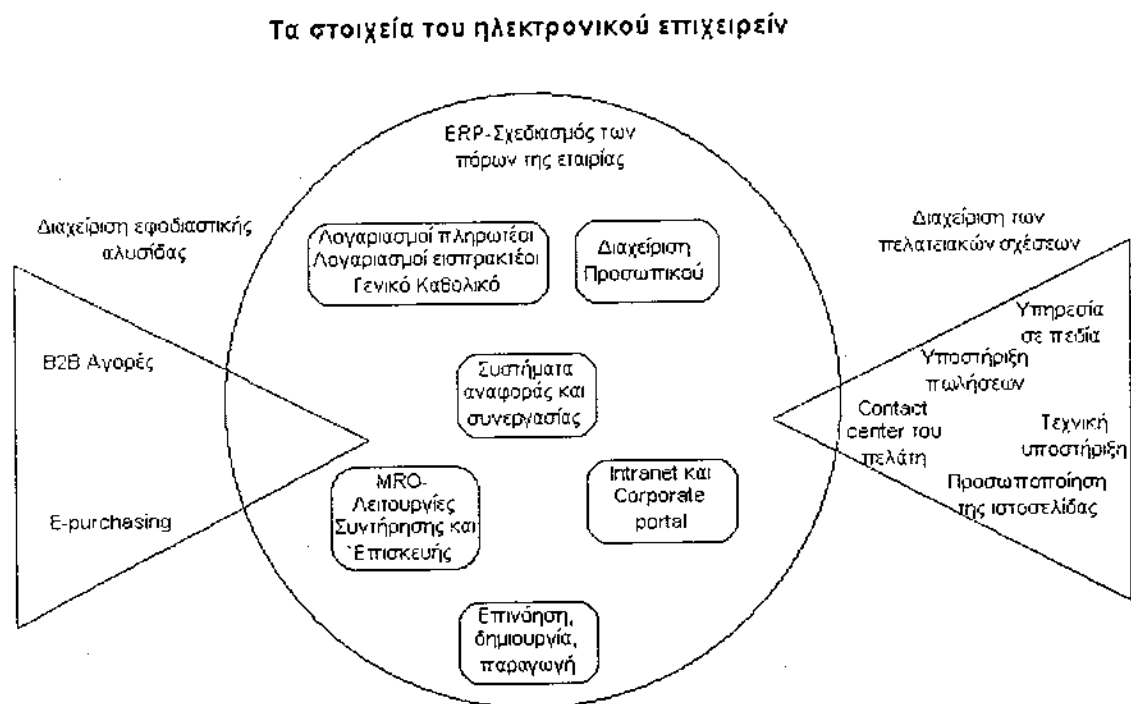 Τα στοιχεία του ηλεκτρονικού επιχειρείν
ERP-Σχεδιασμός των
πόρων της εταιρίας
Διαχείριση εφοδιαστικής
αλυσίδας
B2B Αγορές
E-purchasing
Λογαριασμοί πληρωτέοι
Λογαριασμοί εισπρακτέοι
Γενικό Καθολικό
Διαχείριση
Προσωπικού
Συστήματα
αναφοράς και
συνεργασίας
MRO-
Λειτουργίες
Συντήρησης και
Επισκευής
Intranet και
Corporate
portal
Επινόηση,
δημιουργία,
παραγωγή
Διαχείριση των
πελατειακών σχέσεων
Υπηρεσία
σε πεδία
Υποστήριξη
πωλήσεων
Contact
center του
πελάτη
Τεχνική
υποστήριξη
Προσωποποίηση
της ιστοσελίδας